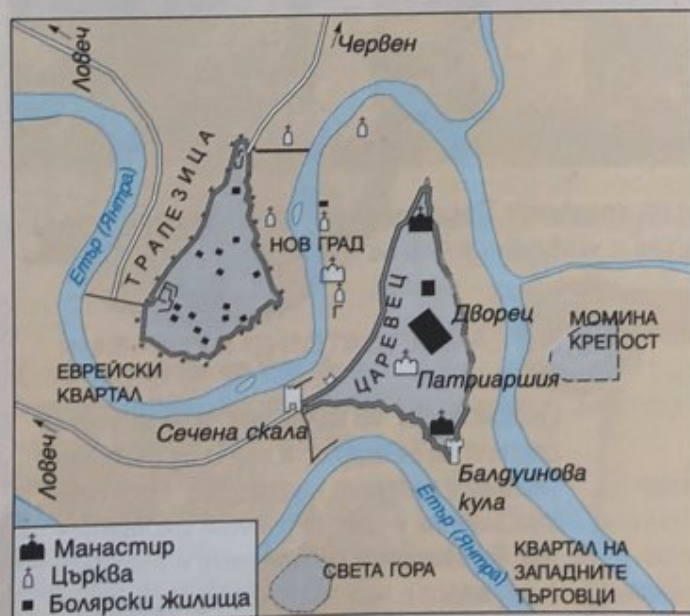 Ловеч
Червен
Етър (Янтра)
ТРАПЕЗИЦА
НОВ ГРАД
ЦАРЕВЕЦ
Дворец
МОМИНА
КРЕПОСТ
ЕВРЕЙСКИ
КВАРТАЛ
Патриаршия
Сечена скала
Ловеч
Балдуинова
кула
Етър (Янтра)
СВЕТА ГОРА
КВАРТАЛ НА
ЗАПАДНИТЕ
ТЪРГОВЦИ
Манастир
Църква
Болярски жилища